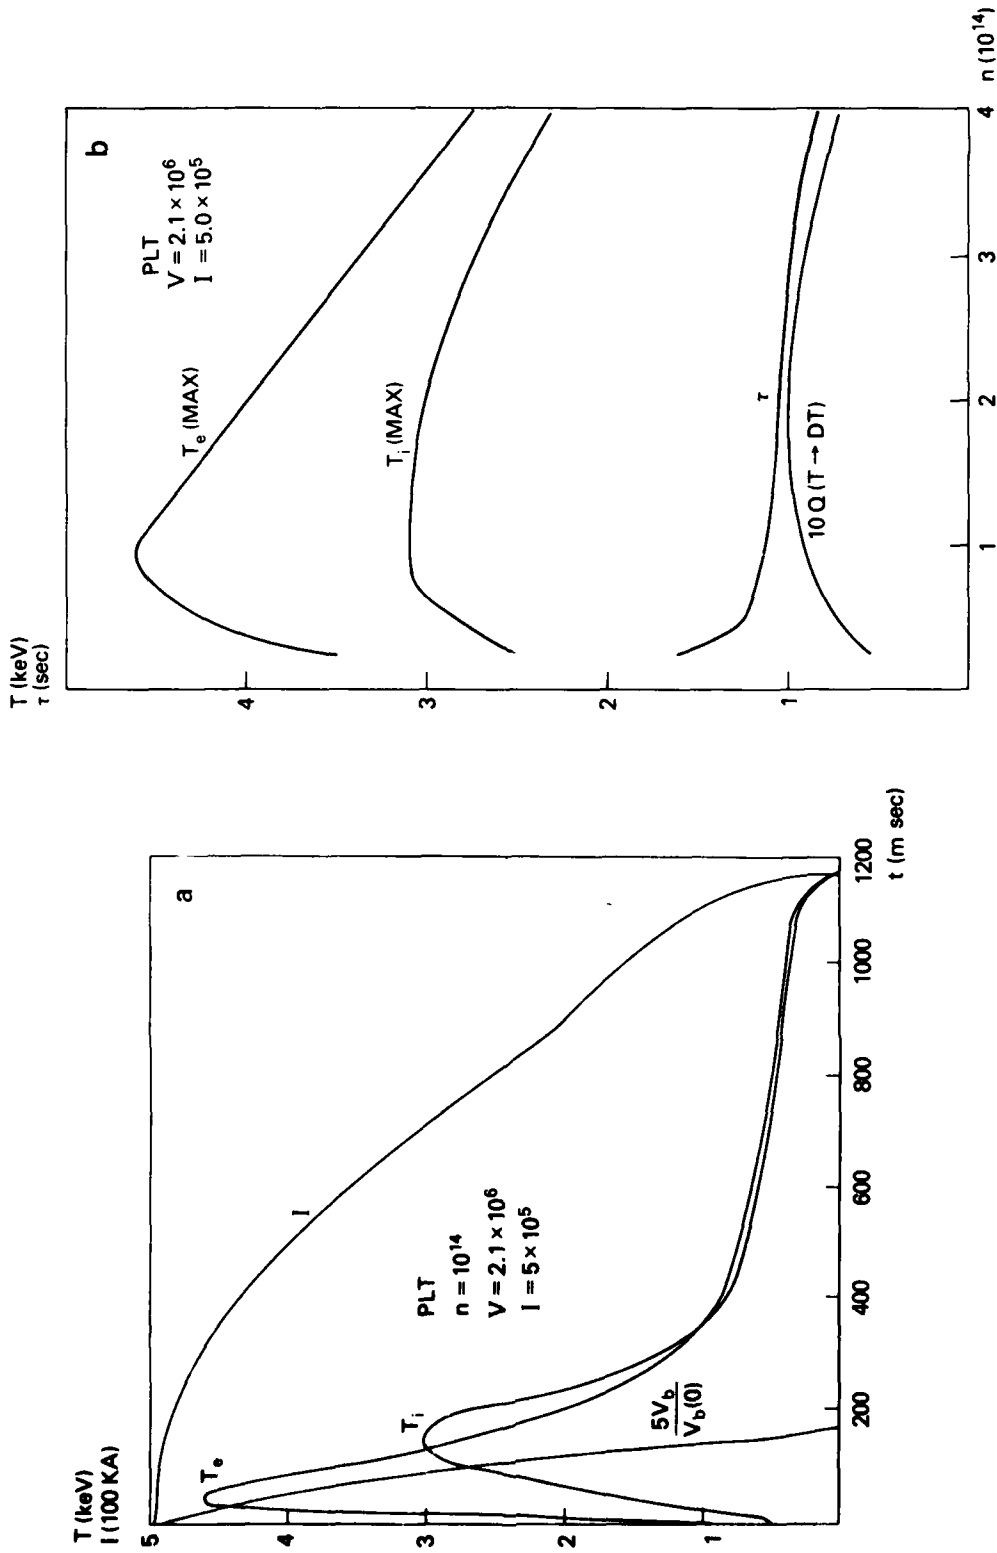 T (keV)
I (100 KA)
5
4
3
2
1
a
T_e
T_i
I
PLT
n = 10^14
V = 2.1 × 10^6
I = 5 × 10^5
5V_b
V_b(0)
200
400
600
800
1000
1200
t (m sec)
T (keV)
τ (sec)
4
3
2
1
b
PLT
V = 2.1 × 10^6
I = 5.0 × 10^5
T_e (MAX)
T_i (MAX)
τ
10 Q (T → DT)
1
2
3
4
n (10^14)